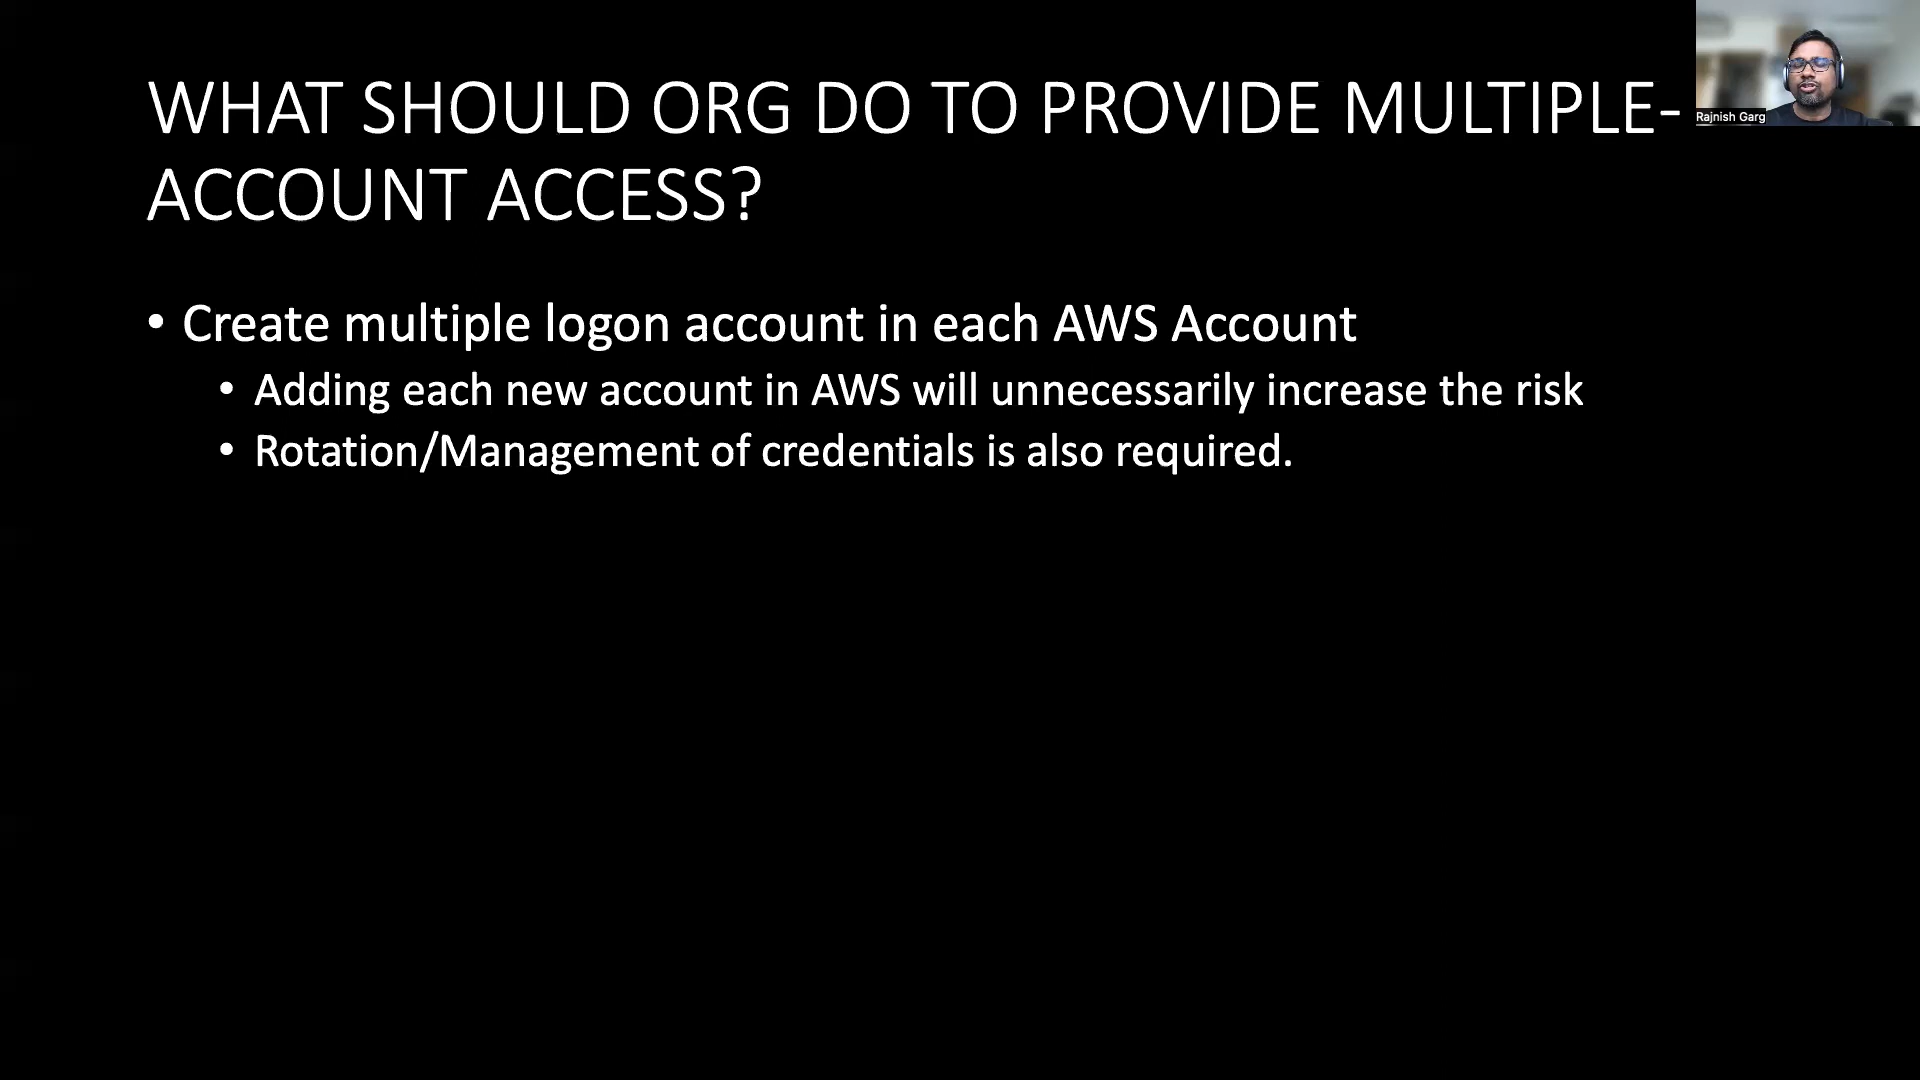 WHAT SHOULD ORG DO TO PROVIDE MULTIPLE-
ACCOUNT ACCESS?
Rajnish Garg
• Create multiple logon account in each AWS Account
• Adding each new account in AWS will unnecessarily increase the risk
• Rotation/Management of credentials is also required.